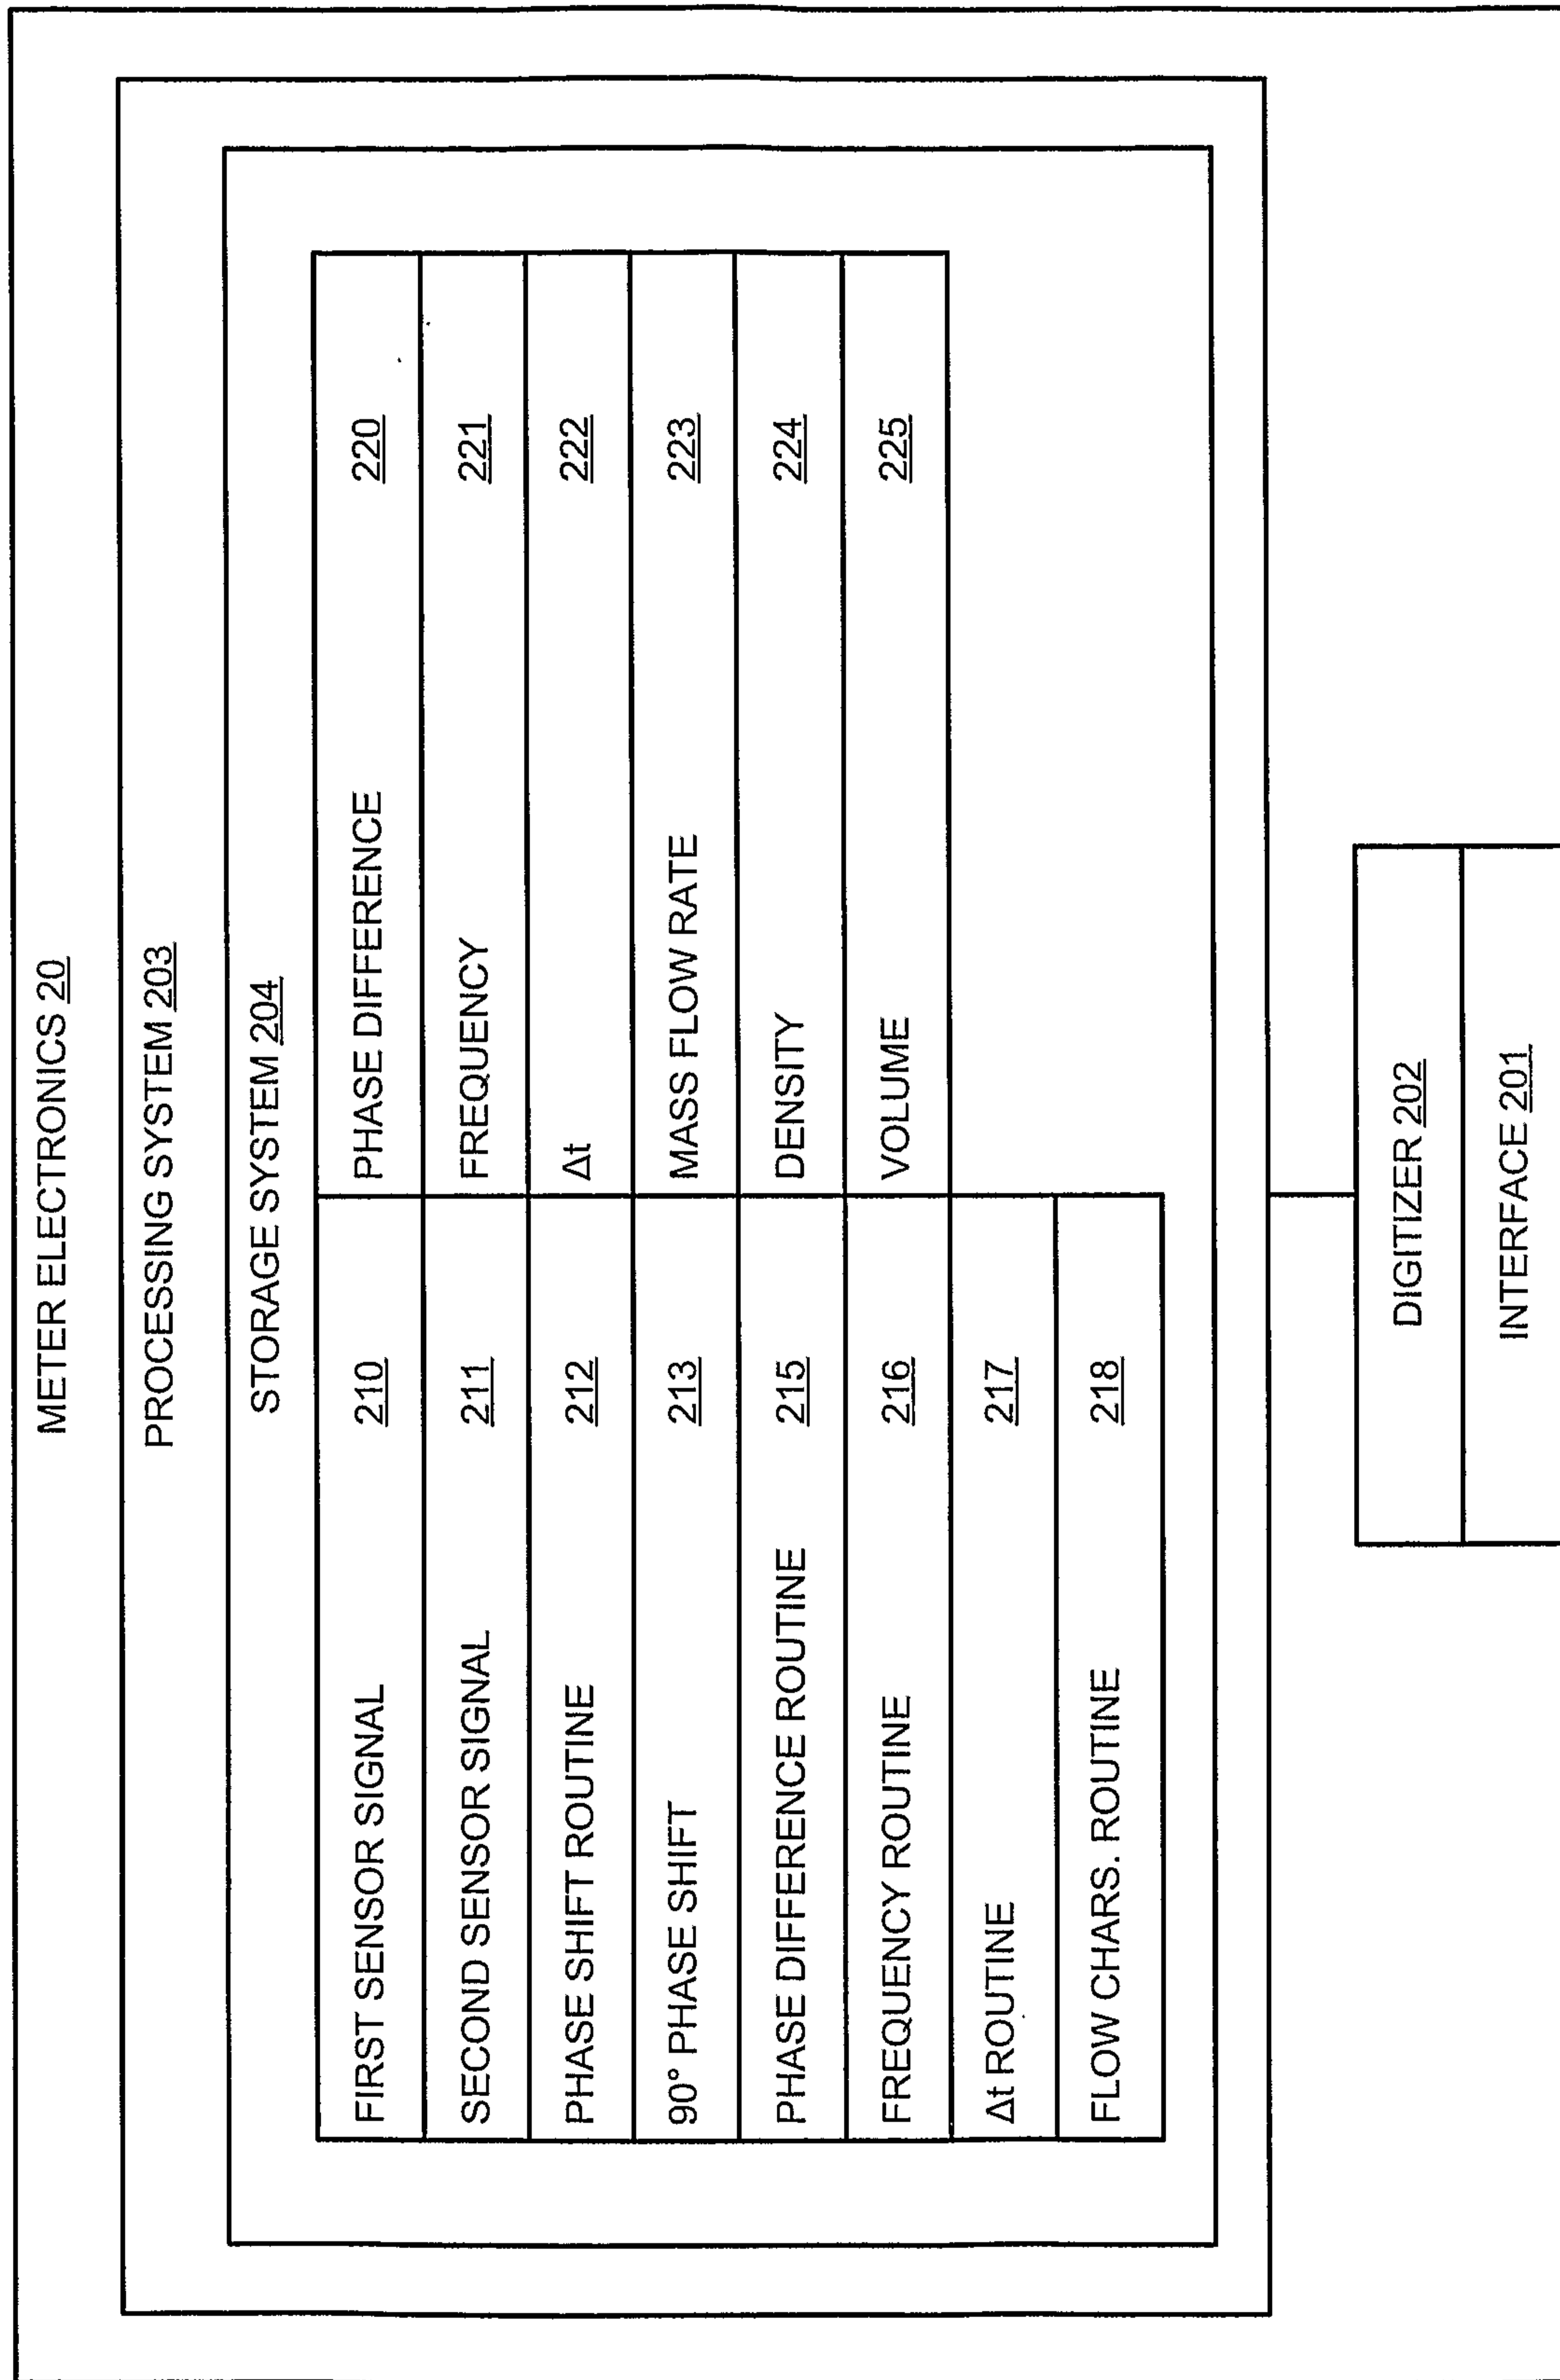 METER ELECTRONICS 20
PROCESSING SYSTEM 203
STORAGE SYSTEM 204
FIRST SENSOR SIGNAL 210
SECOND SENSOR SIGNAL 211
PHASE SHIFT ROUTINE 212
90° PHASE SHIFT 213
PHASE DIFFERENCE ROUTINE 215
FREQUENCY ROUTINE 216
Δt ROUTINE 217
FLOW CHARS. ROUTINE 218
PHASE DIFFERENCE 220
FREQUENCY 221
Δt 222
MASS FLOW RATE 223
DENSITY 224
VOLUME 225
DIGITIZER 202
INTERFACE 201